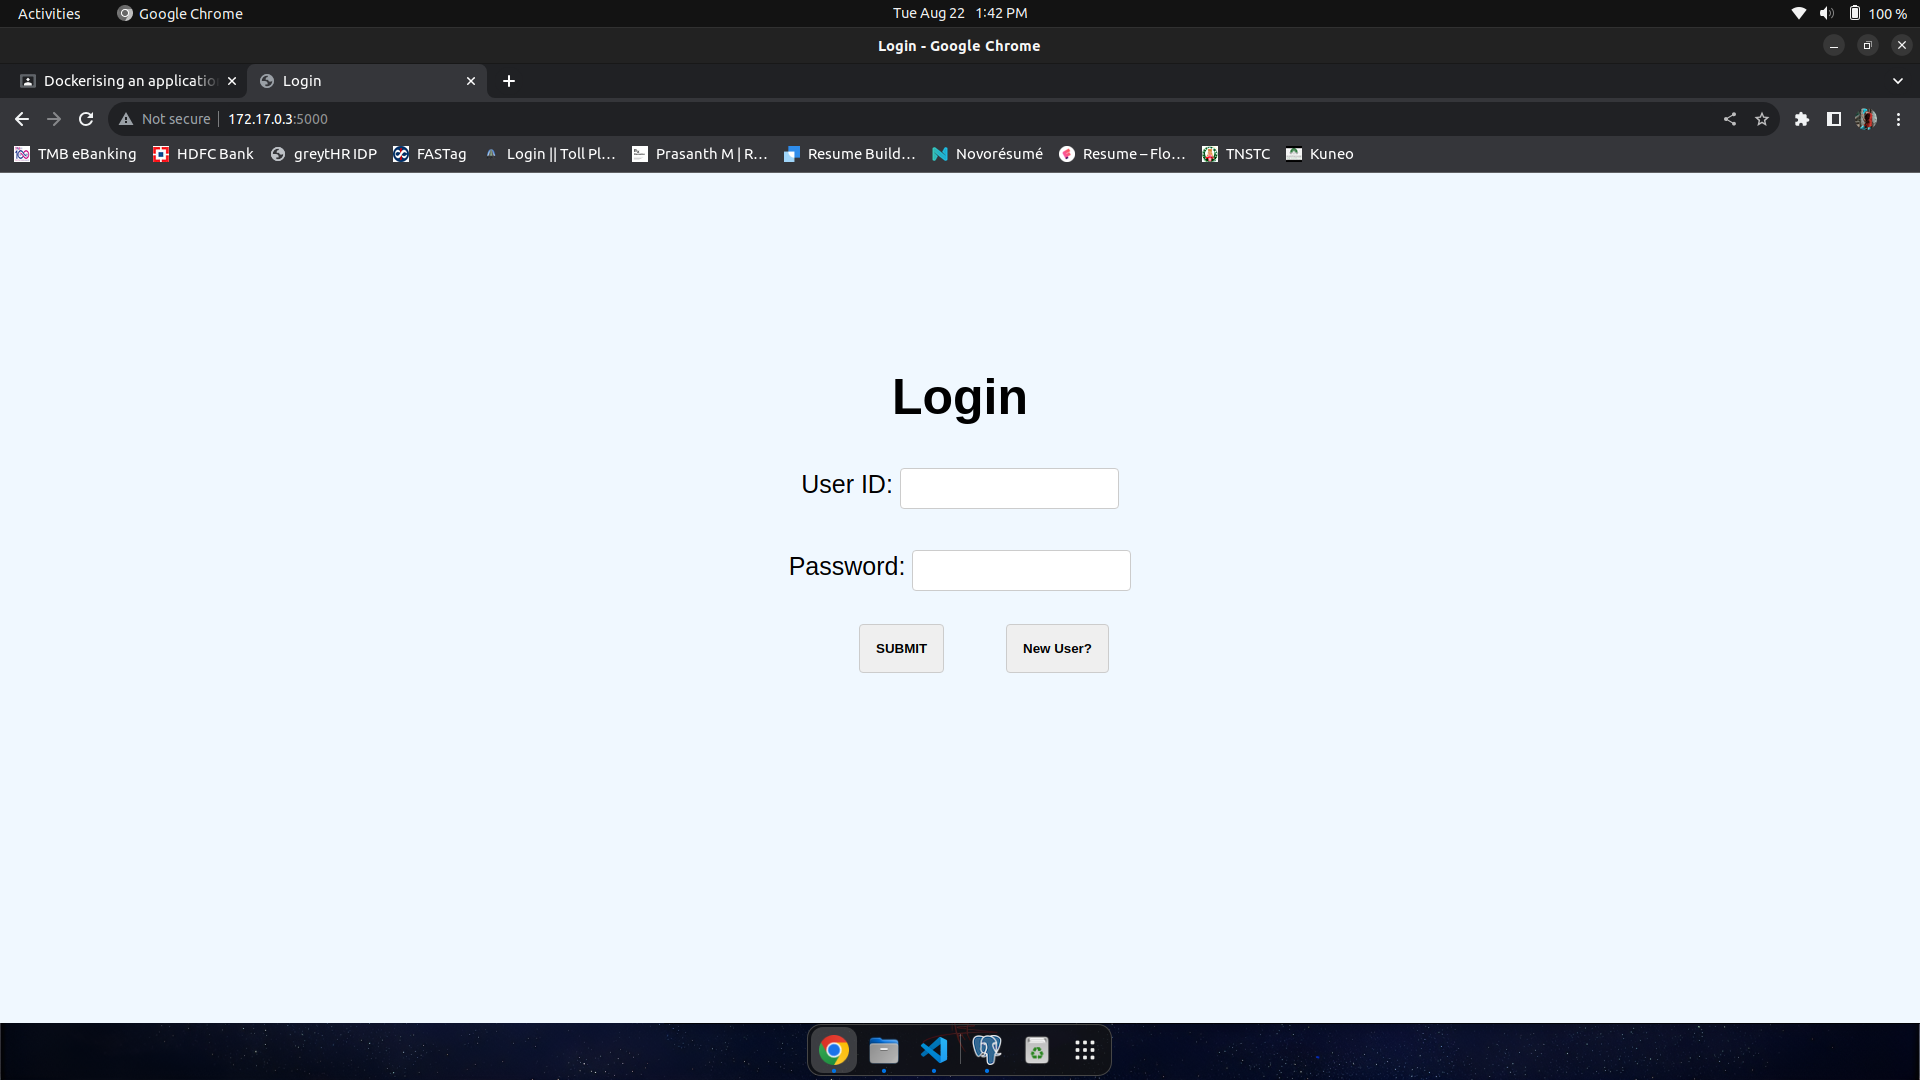 Activities Google Chrome Tue Aug 22 1:42 PM 100 %
Login - Google Chrome
Dockerising an applicatio Login
Not secure 172.17.0.3:5000
TMB eBanking HDFC Bank greytHR IDP FASTag Login || Toll Pl... Prasanth M | R... Resume Build... Novorésumé Resume – Flo... TNSTC Kuneo
Login
User ID:
Password:
SUBMIT New User?